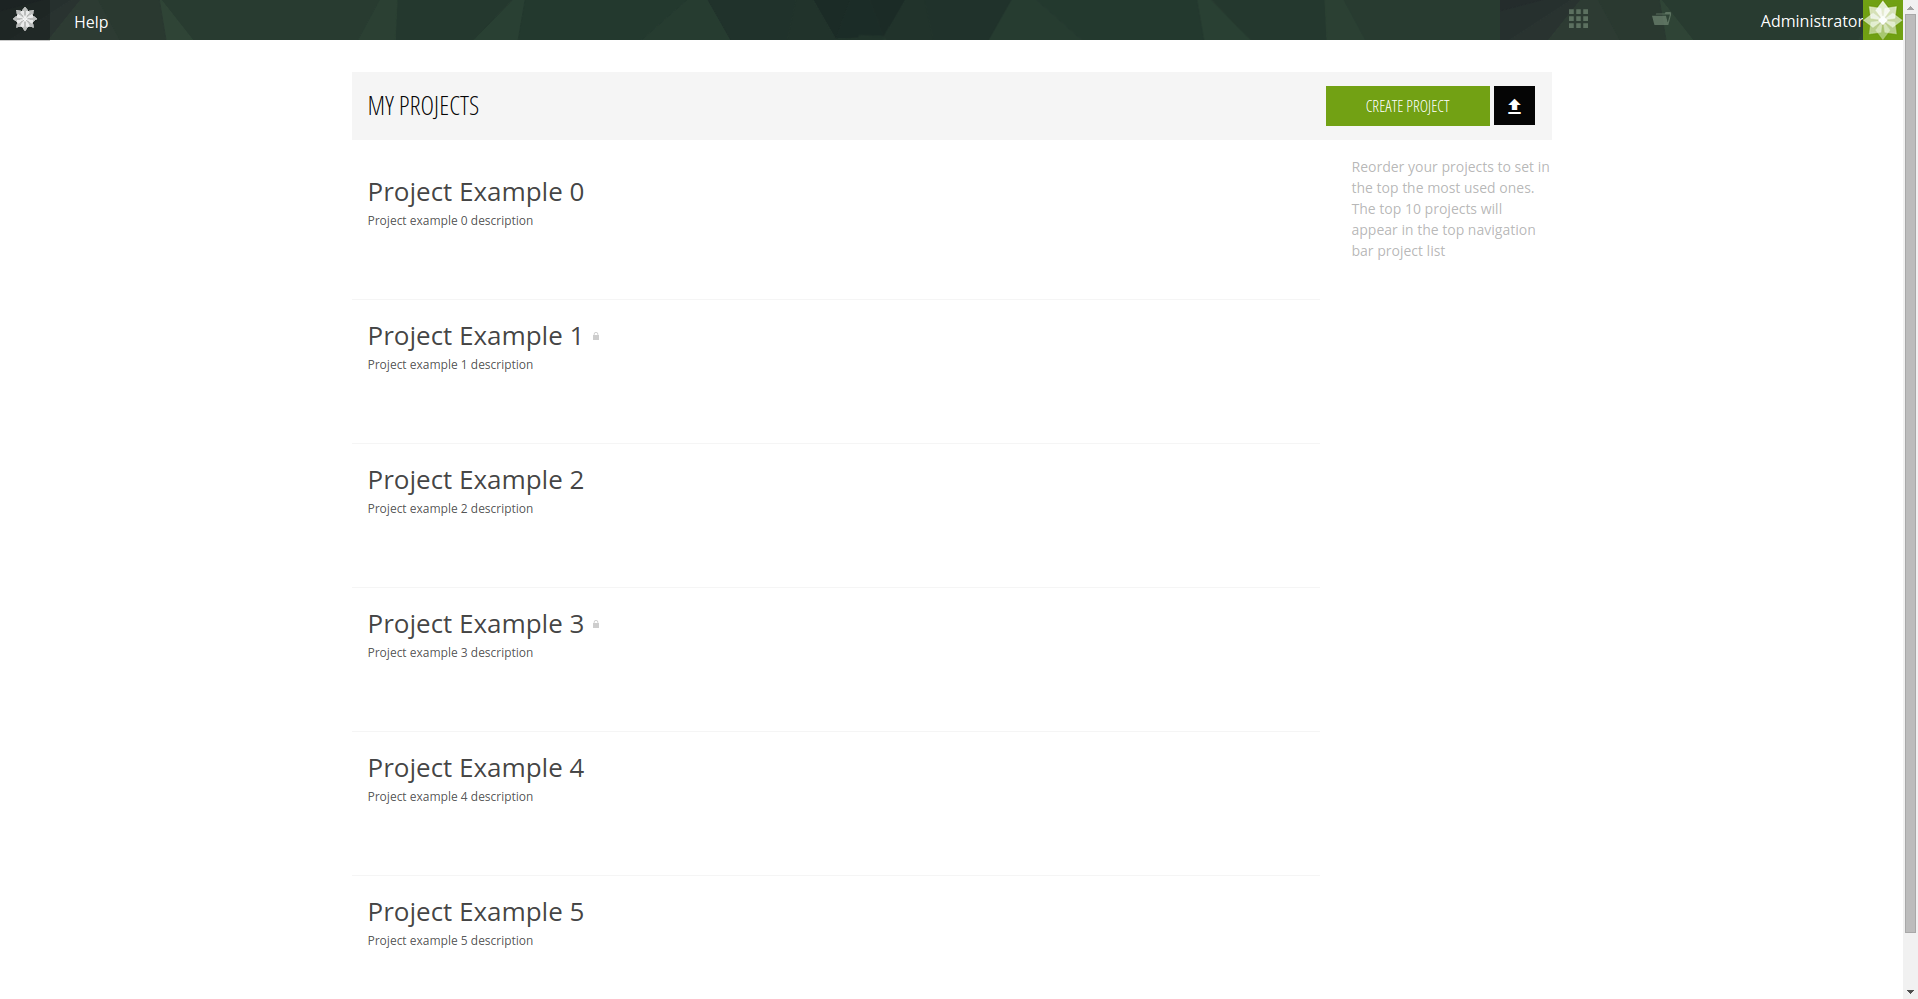 Help
Administrator
MY PROJECTS
CREATE PROJECT
Reorder your projects to set in
the top the most used ones.
The top 10 projects will
appear in the top navigation
bar project list
Project Example 0
Project example 0 description
Project Example 1
Project example 1 description
Project Example 2
Project example 2 description
Project Example 3
Project example 3 description
Project Example 4
Project example 4 description
Project Example 5
Project example 5 description